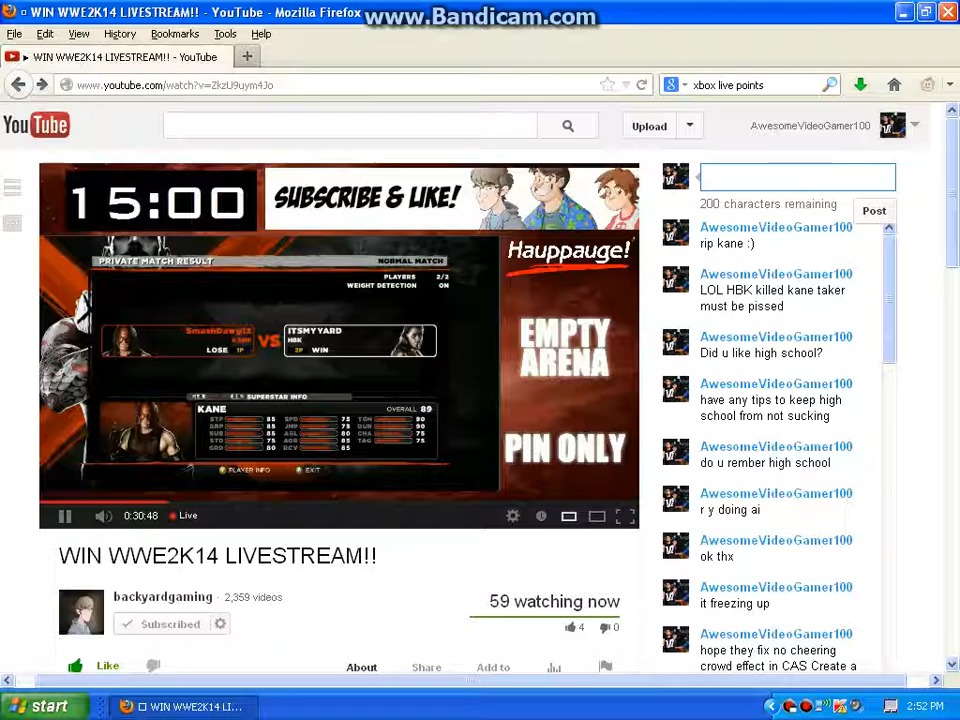 WIN WWE2K14 LIVESTREAM!! - YouTube - Mozilla Firefox
www.Bandicam.com
File Edit View History Bookmarks Tools Help
WIN WWE2K14 LIVESTREAM!! - YouTube
www.youtube.com/watch?v=ZkzU9uym4Jo
xbox live points
YouTube
Upload
AwesomeVideoGamer100
15:00
SUBSCRIBE & LIKE!
200 characters remaining
Post
AwesomeVideoGamer100
rip kane :)
AwesomeVideoGamer100
LOL HBK killed kane taker
must be pissed
AwesomeVideoGamer100
Did u like high school?
AwesomeVideoGamer100
have any tips to keep high
school from not sucking
AwesomeVideoGamer100
do u rember high school
AwesomeVideoGamer100
r y doing ai
AwesomeVideoGamer100
ok thx
AwesomeVideoGamer100
it freezing up
AwesomeVideoGamer100
hope they fix no cheering
crowd effect in CAS Create a
Hauppauge!
EMPTY
ARENA
PIN ONLY
PRIVATE MATCH RESULT
NORMAL MATCH
PLAYERS 2/2
WEIGHT DETECTION ON
KANE
LOSE 1P
VS
ITSMYYARD
HBK
2P WIN
SUPERSTAR INFO
KANE OVERALL 89
PLAYER INFO EXIT
0:30:48 Live
WIN WWE2K14 LIVESTREAM!!
backyardgaming 2,359 videos
Subscribed
59 watching now
4 0
Like
About Share Add to
start
WIN WWE2K14 LI...
2:52 PM